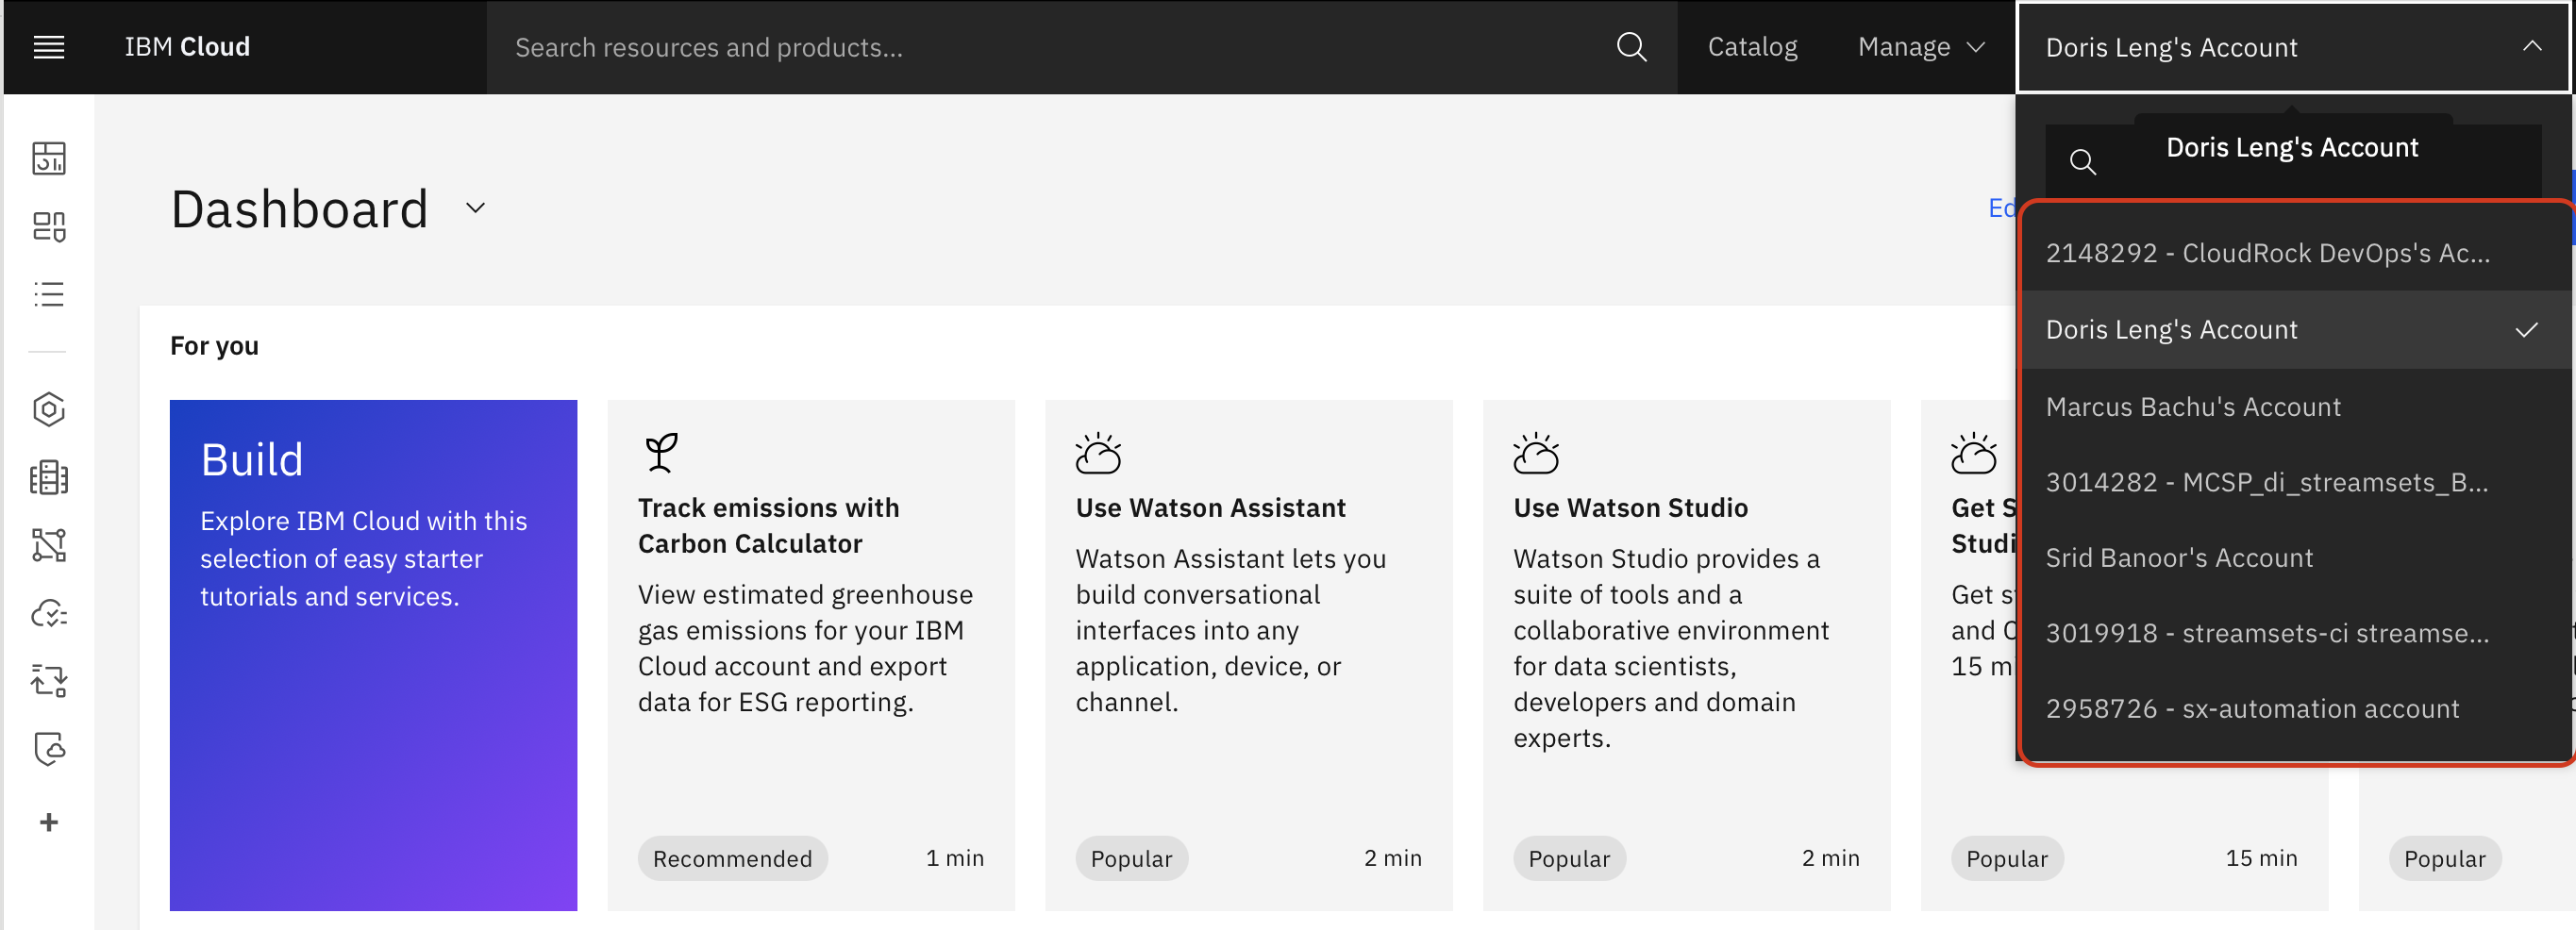 IBM Cloud
Search resources and products...
Catalog
Manage
Doris Leng's Account
Doris Leng's Account
Dashboard
Ed
2148292 - CloudRock DevOps's Ac...
Doris Leng's Account
Marcus Bachu's Account
3014282 - MCSP_di_streamsets_B...
Srid Banoor's Account
3019918 - streamsets-ci streamse...
2958726 - sx-automation account
For you
Build
Explore IBM Cloud with this
selection of easy starter
tutorials and services.
Track emissions with
Carbon Calculator
View estimated greenhouse
gas emissions for your IBM
Cloud account and export
data for ESG reporting.
Recommended
1 min
Use Watson Assistant
Watson Assistant lets you
build conversational
interfaces into any
application, device, or
channel.
Popular
2 min
Use Watson Studio
Watson Studio provides a
suite of tools and a
collaborative environment
for data scientists,
developers and domain
experts.
Popular
2 min
Get S
Studi
Get s
and C
15 mi
Popular
15 min
Popular